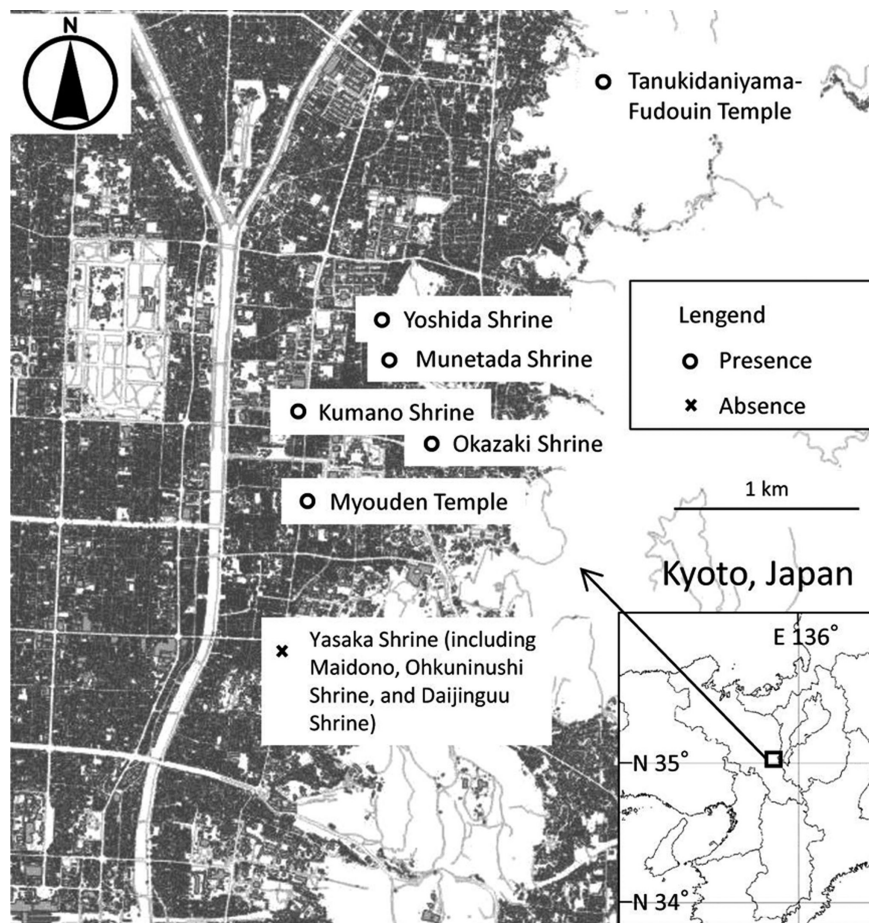 N
Tanukidaniyama-
Fudouin Temple
Yoshida Shrine
Munetada Shrine
Kumano Shrine
Okazaki Shrine
Myouden Temple
Yasaka Shrine (including
Maidono, Ohkuninushi
Shrine, and Daijinguu
Shrine)
Lengend
Presence
Absence
1 km
Kyoto, Japan
E 136°
N 35°
N 34°